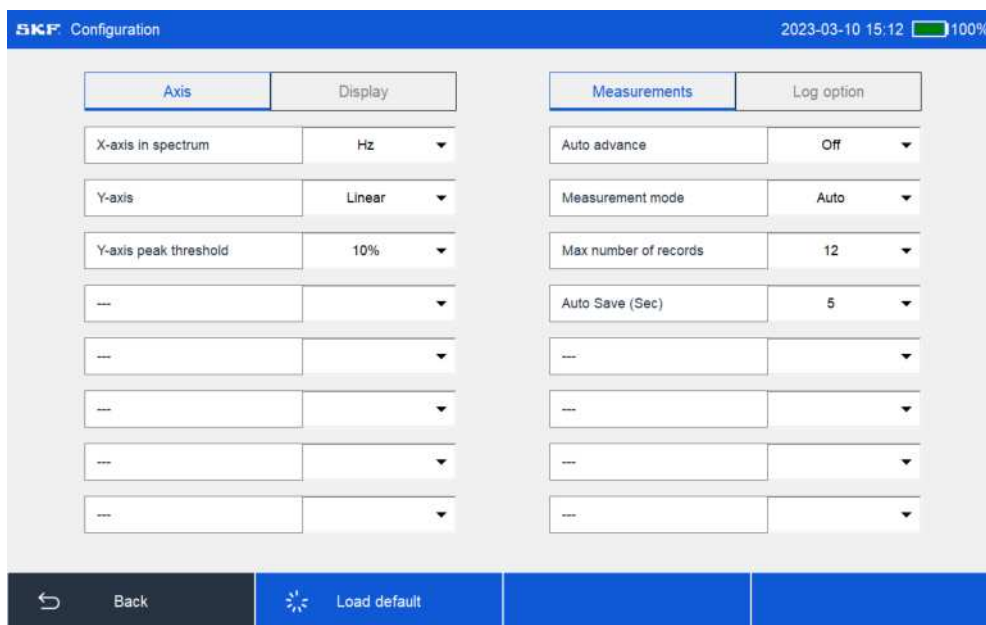 SKF Configuration 2023-03-10 15:12 100%
Axis Display Measurements Log option
X-axis in spectrum Hz Auto advance Off
Y-axis Linear Measurement mode Auto
Y-axis peak threshold 10% Max number of records 12
--- Auto Save (Sec) 5
--- ---
--- ---
--- ---
--- ---
Back Load default